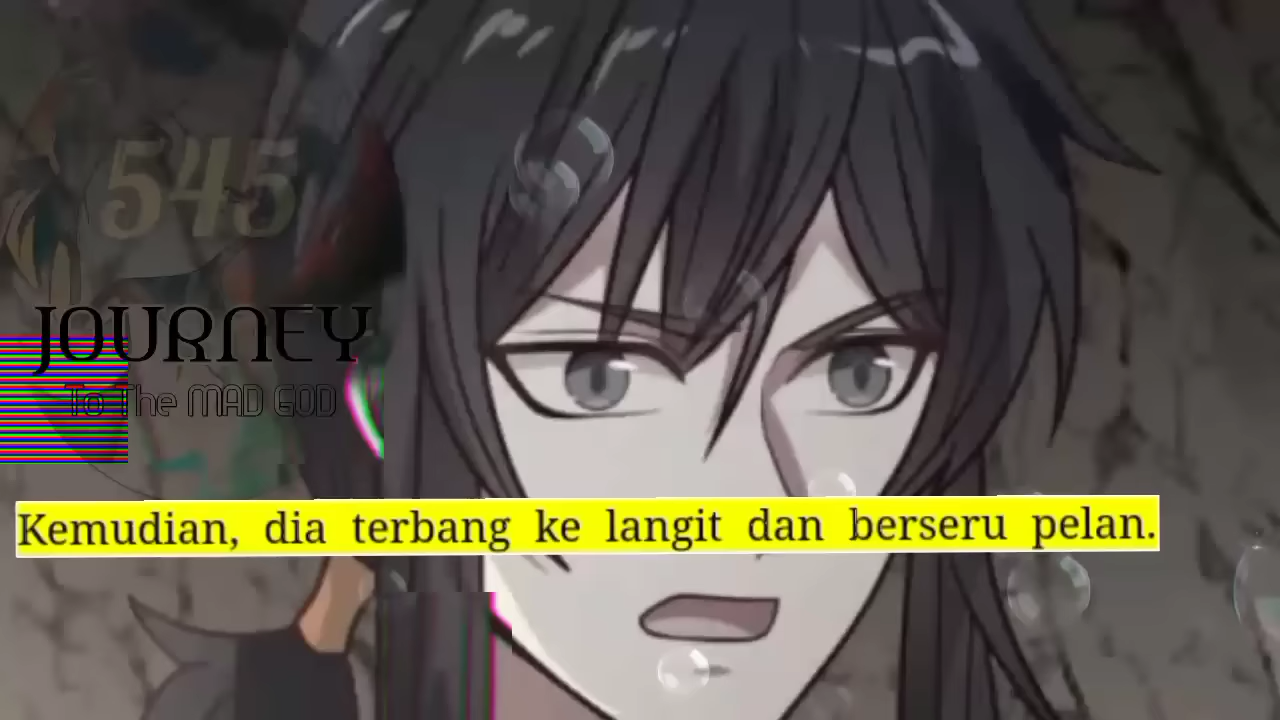 545
JOURNEY
To The MAD GOD
Kemudian, dia terbang ke langit dan berseru pelan.